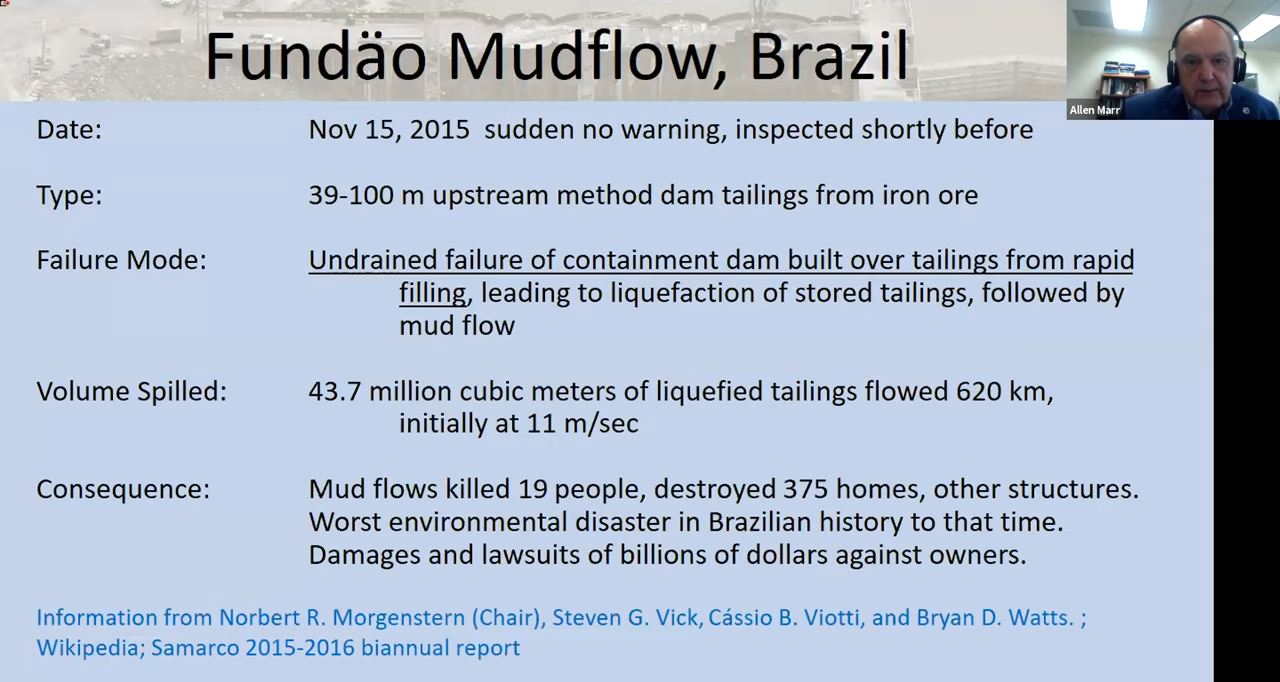 Fundäo Mudflow, Brazil
Allen Marr
Date: Nov 15, 2015 sudden no warning, inspected shortly before
Type: 39-100 m upstream method dam tailings from iron ore
Failure Mode: Undrained failure of containment dam built over tailings from rapid
filling, leading to liquefaction of stored tailings, followed by
mud flow
Volume Spilled: 43.7 million cubic meters of liquefied tailings flowed 620 km,
initially at 11 m/sec
Consequence: Mud flows killed 19 people, destroyed 375 homes, other structures.
Worst environmental disaster in Brazilian history to that time.
Damages and lawsuits of billions of dollars against owners.
Information from Norbert R. Morgenstern (Chair), Steven G. Vick, Cássio B. Viotti, and Bryan D. Watts. ;
Wikipedia; Samarco 2015-2016 biannual report